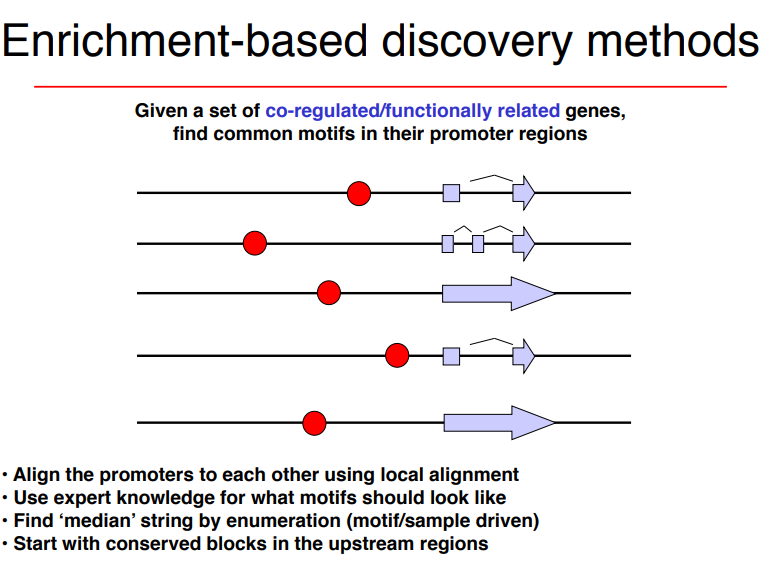 Enrichment-based discovery methods
Given a set of co-regulated/functionally related genes,
find common motifs in their promoter regions
• Align the promoters to each other using local alignment
• Use expert knowledge for what motifs should look like
• Find ‘median’ string by enumeration (motif/sample driven)
• Start with conserved blocks in the upstream regions